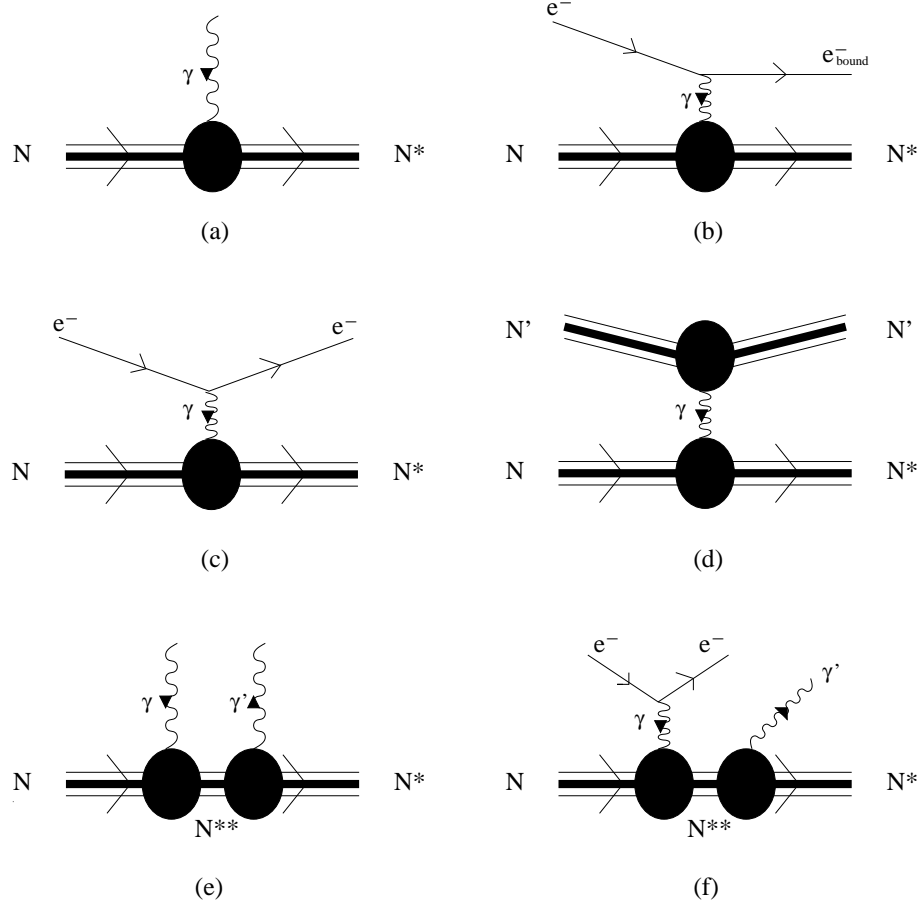 γ
N
N*
(a)
e−
e−bound
γ
N
N*
(b)
e−
e−
γ
N
N*
(c)
N'
N'
γ
N
N*
(d)
γ
γ'
N
N*
N**
(e)
e−
e−
γ'
γ
N
N*
N**
(f)